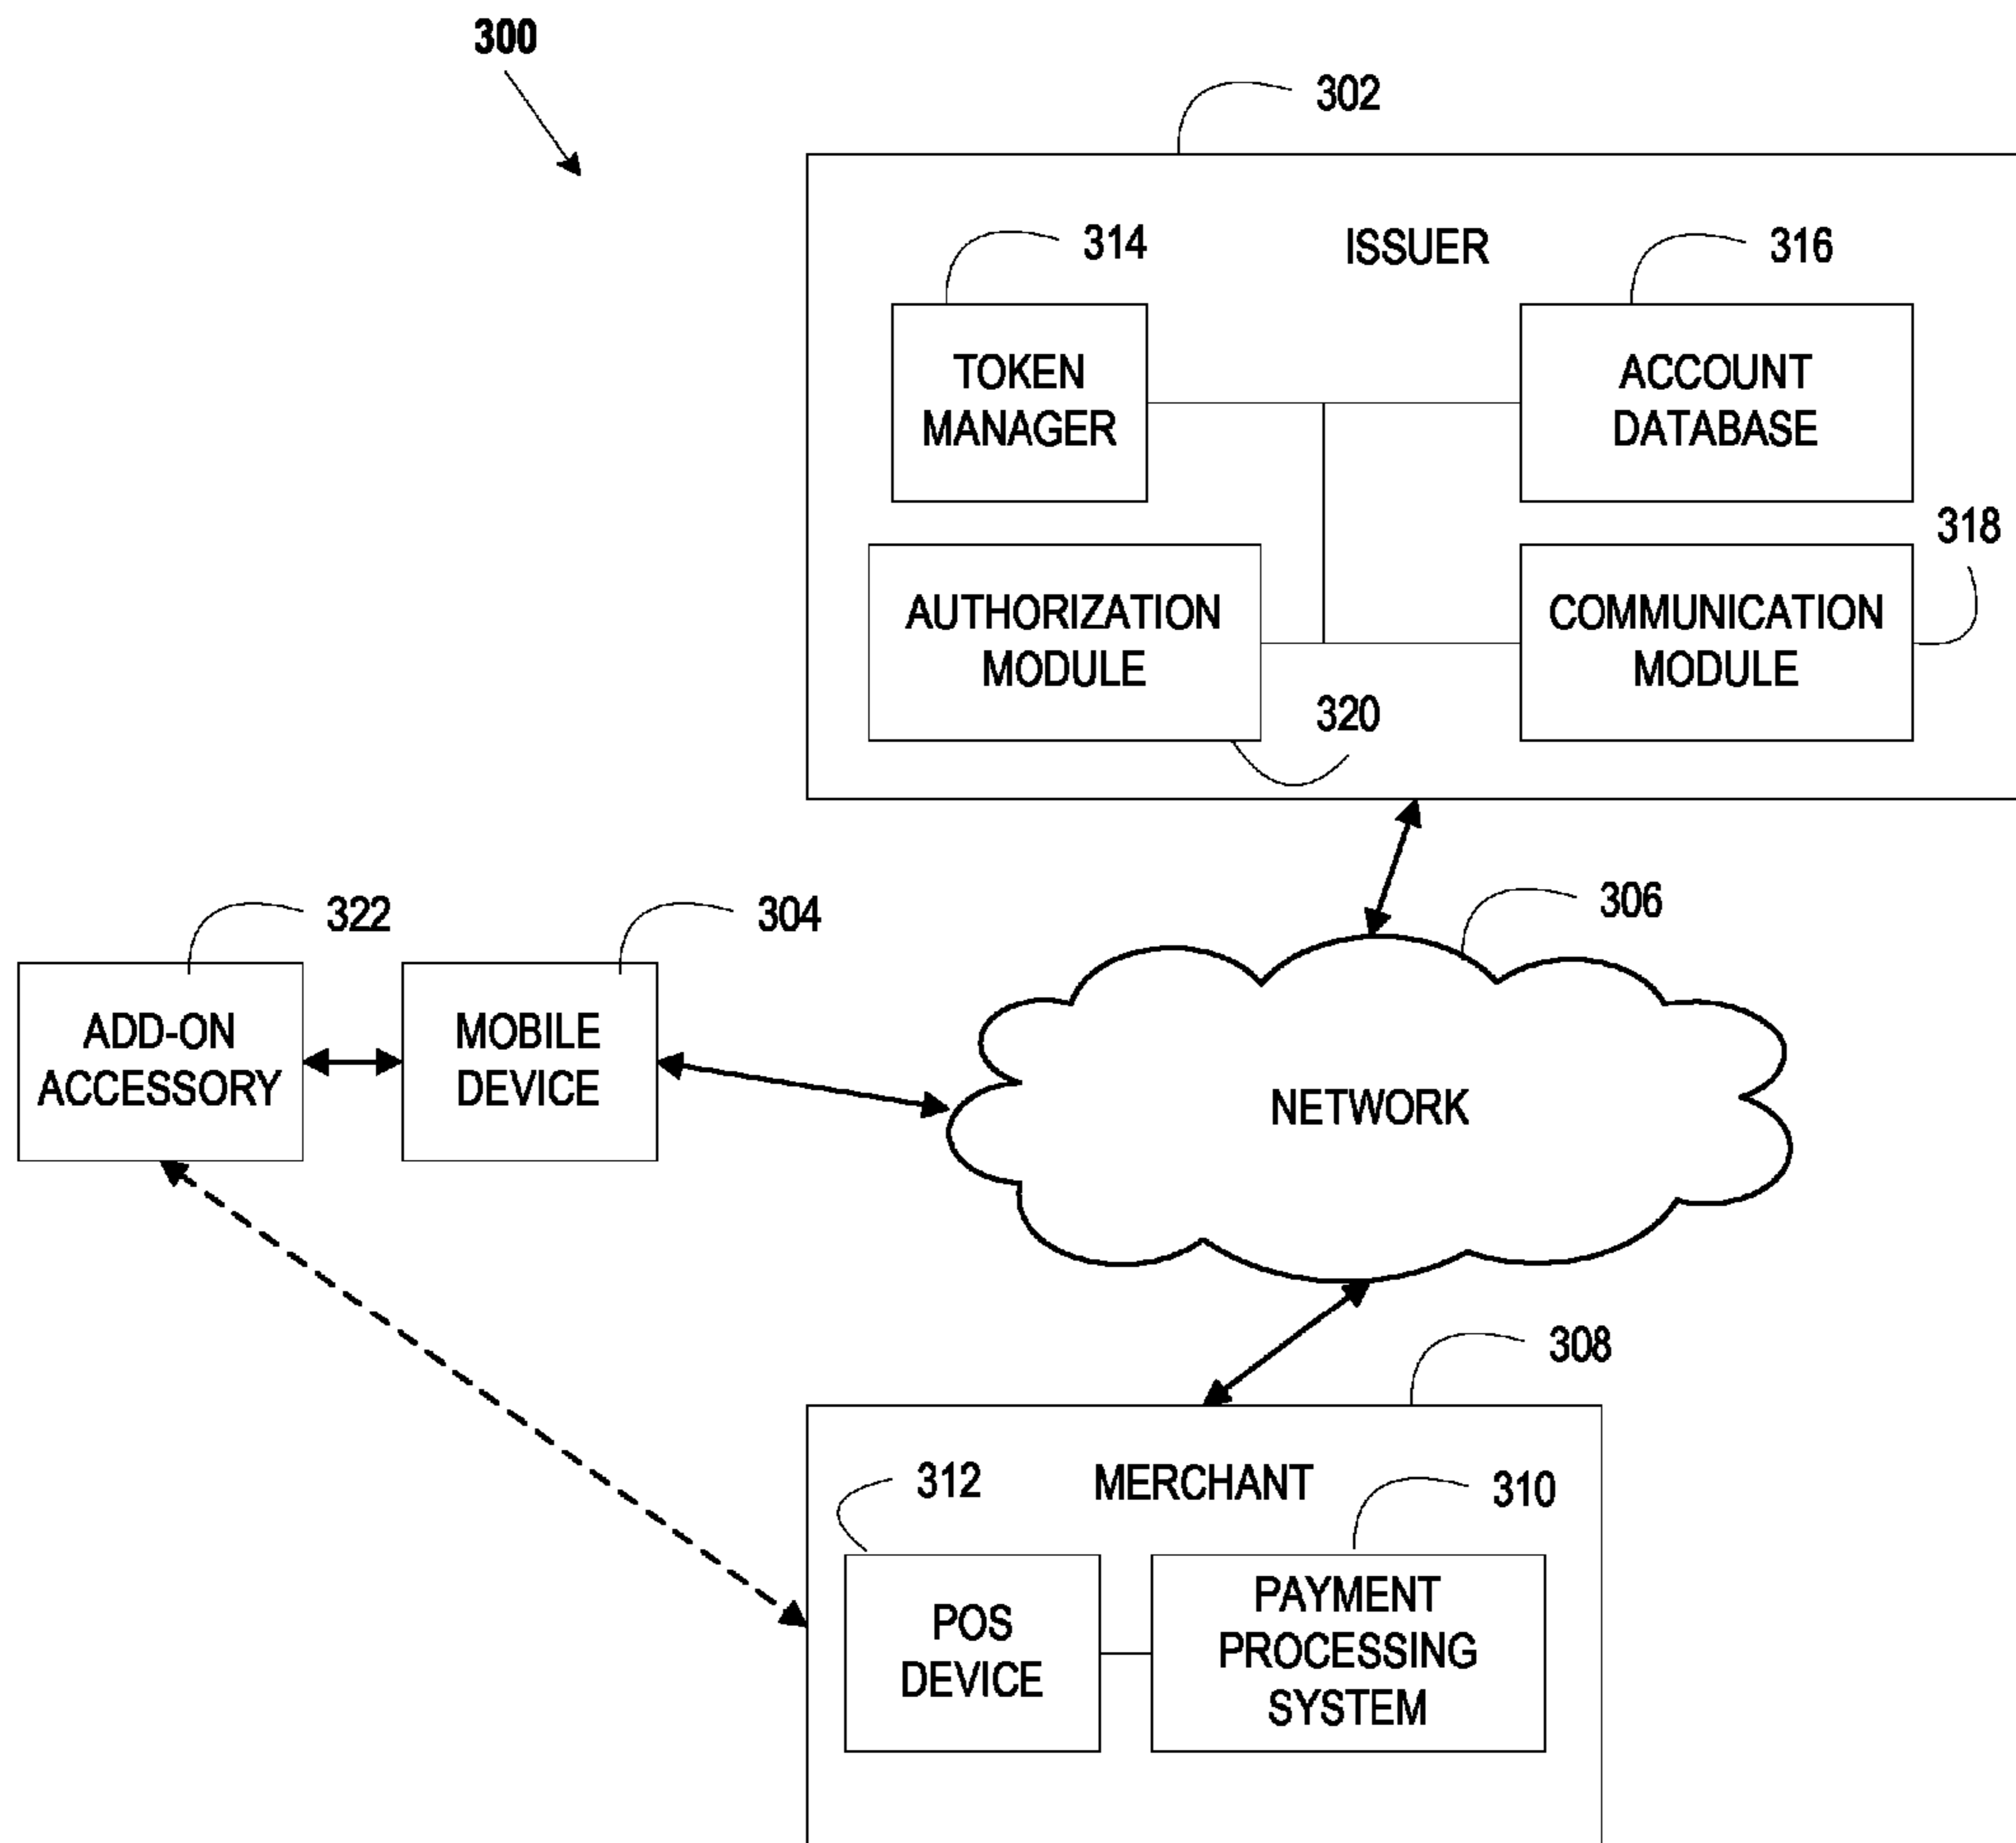 300
302
314
ISSUER
316
TOKEN
MANAGER
ACCOUNT
DATABASE
318
AUTHORIZATION
MODULE
COMMUNICATION
MODULE
320
322
304
306
ADD-ON
ACCESSORY
MOBILE
DEVICE
NETWORK
308
312
MERCHANT
310
POS
DEVICE
PAYMENT
PROCESSING
SYSTEM